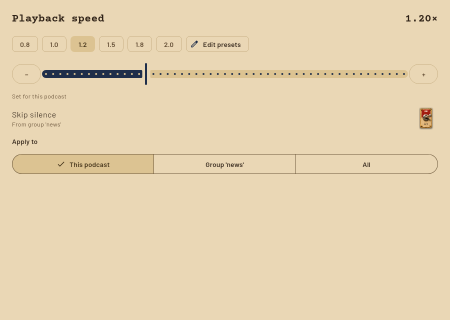 Playback speed
1.20×
0.8 1.0 1.2 1.5 1.8 2.0 Edit presets
- +
Set for this podcast
Skip silence
From group 'news'
Apply to
This podcast Group 'news' All